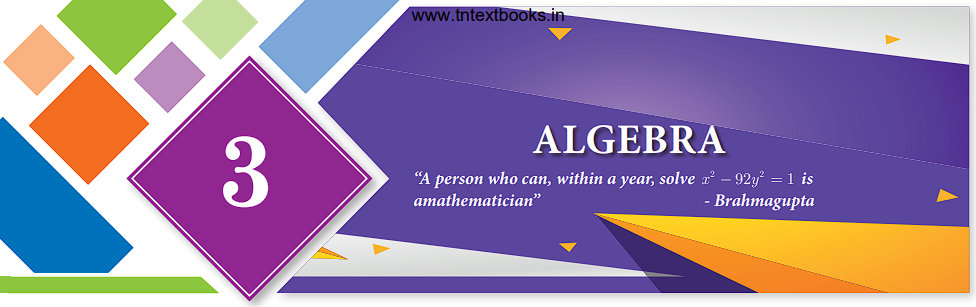 www.tntextbooks.in
3
ALGEBRA
“A person who can, within a year, solve x² − 92y² = 1 is
amathematician”
- Brahmagupta